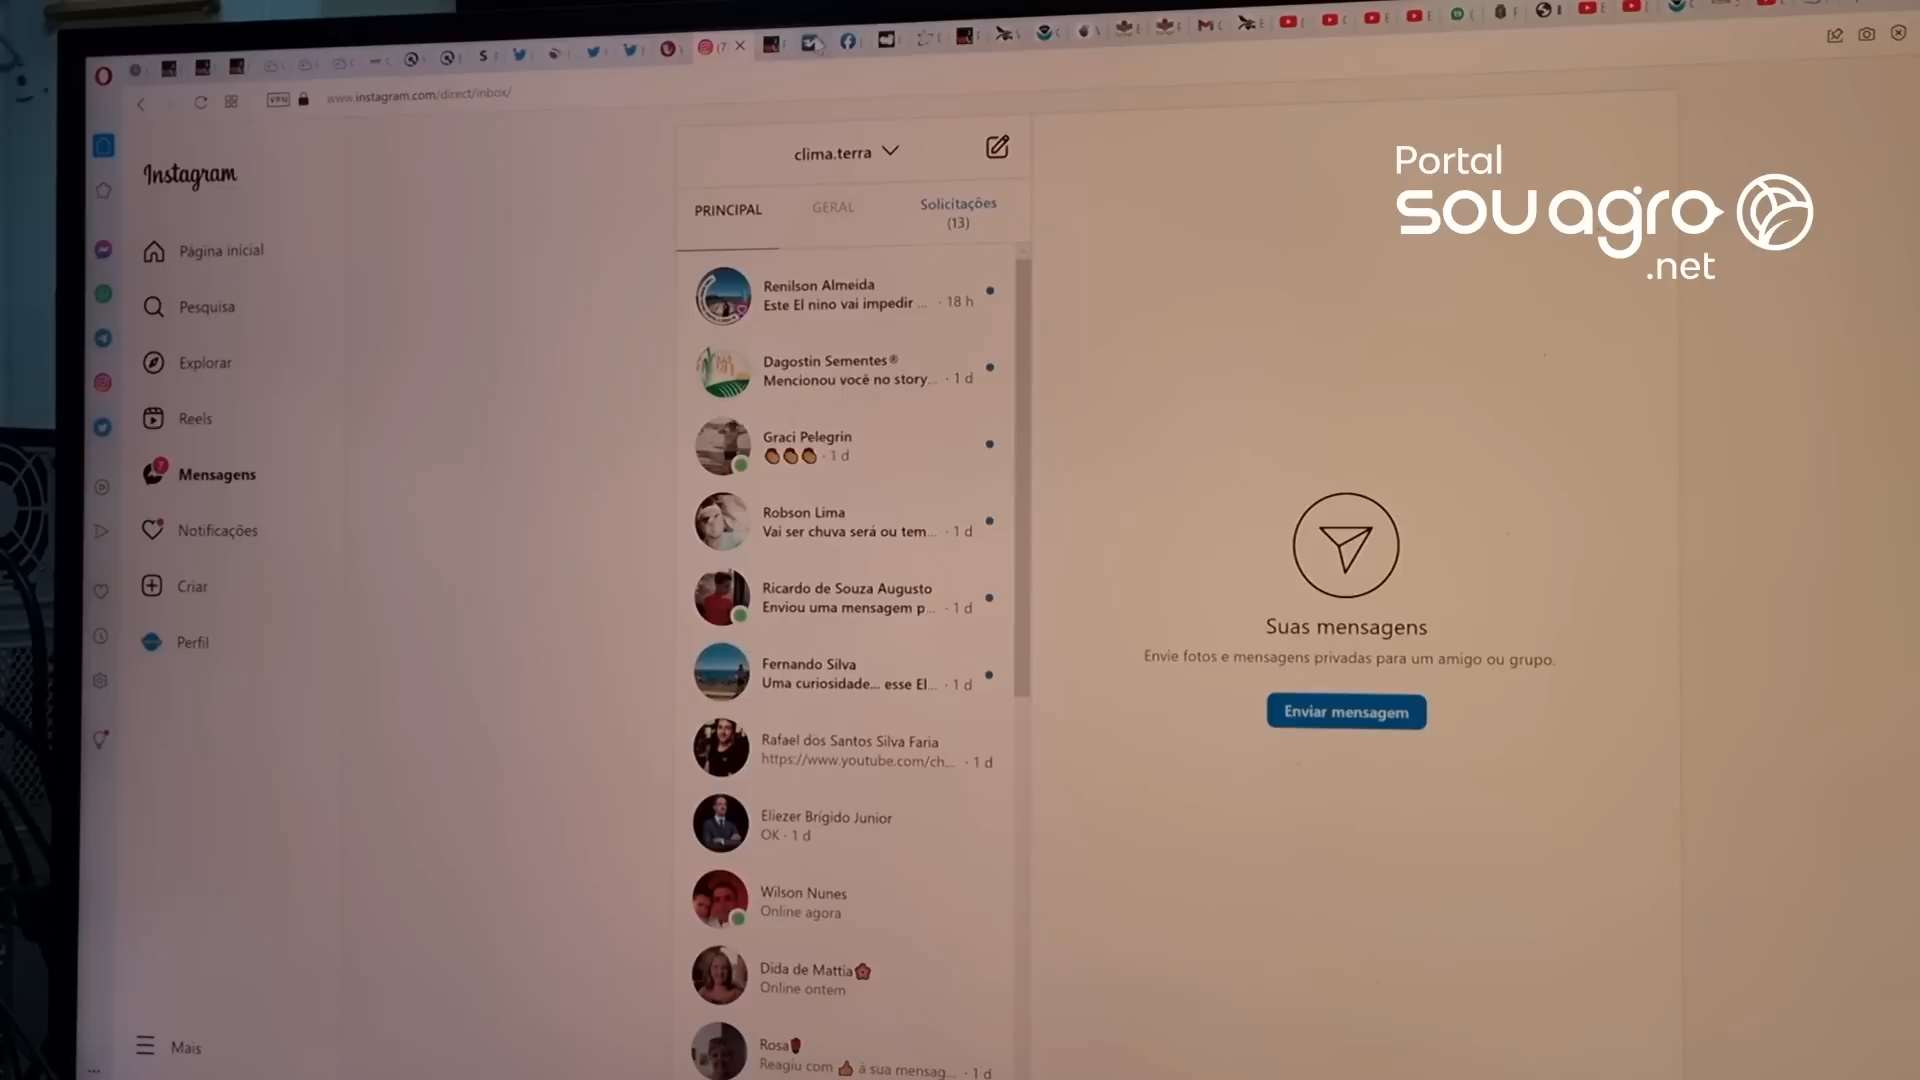 (7
VPN
www.instagram.com/direct/inbox/
Portal
souagro
.net
Instagram
Página inicial
Pesquisa
Explorar
Reels
7
Mensagens
Notificações
Criar
Perfil
Mais
clima.terra
PRINCIPAL
GERAL
Solicitações
(13)
Renilson Almeida
Este El nino vai impedir ... · 18 h
Dagostin Sementes®
Mencionou você no story... · 1 d
Graci Pelegrin
👏👏👏 · 1 d
Robson Lima
Vai ser chuva será ou tem... · 1 d
Ricardo de Souza Augusto
Enviou uma mensagem p... · 1 d
Fernando Silva
Uma curiosidade... esse El... · 1 d
Rafael dos Santos Silva Faria
https://www.youtube.com/ch... · 1 d
Eliezer Brígido Junior
OK · 1 d
Wilson Nunes
Online agora
Dida de Mattia🌸
Online ontem
Rosa🌹
Reagiu com 👍 à sua mensag... · 1 d
Suas mensagens
Envie fotos e mensagens privadas para um amigo ou grupo.
Enviar mensagem